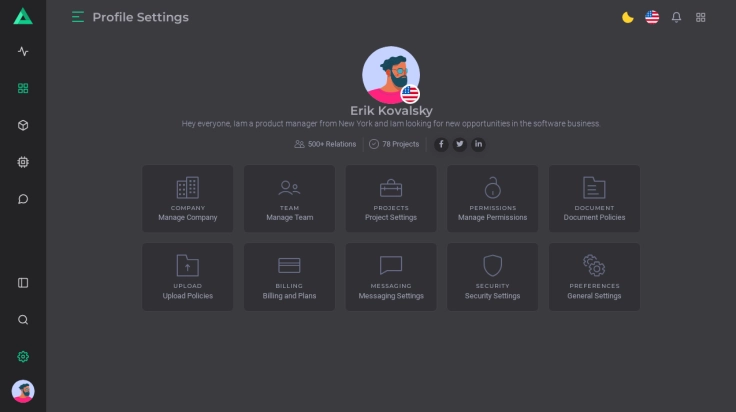 Profile Settings
Erik Kovalsky
Hey everyone, Iam a product manager from New York and Iam looking for new opportunities in the software business.
500+ Relations
78 Projects
COMPANY
Manage Company
TEAM
Manage Team
PROJECTS
Project Settings
PERMISSIONS
Manage Permissions
DOCUMENT
Document Policies
UPLOAD
Upload Policies
BILLING
Billing and Plans
MESSAGING
Messaging Settings
SECURITY
Security Settings
PREFERENCES
General Settings